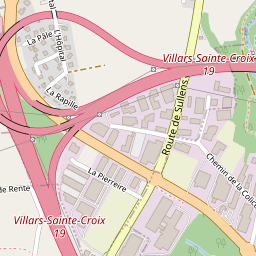 La Pâle
L'Hôpital
Villars-Sainte-Croix
19
La Rapille
Route de Sullens
Chemin de la Colice
La Pierreire
de Rente
Villars-Sainte-Croix
19